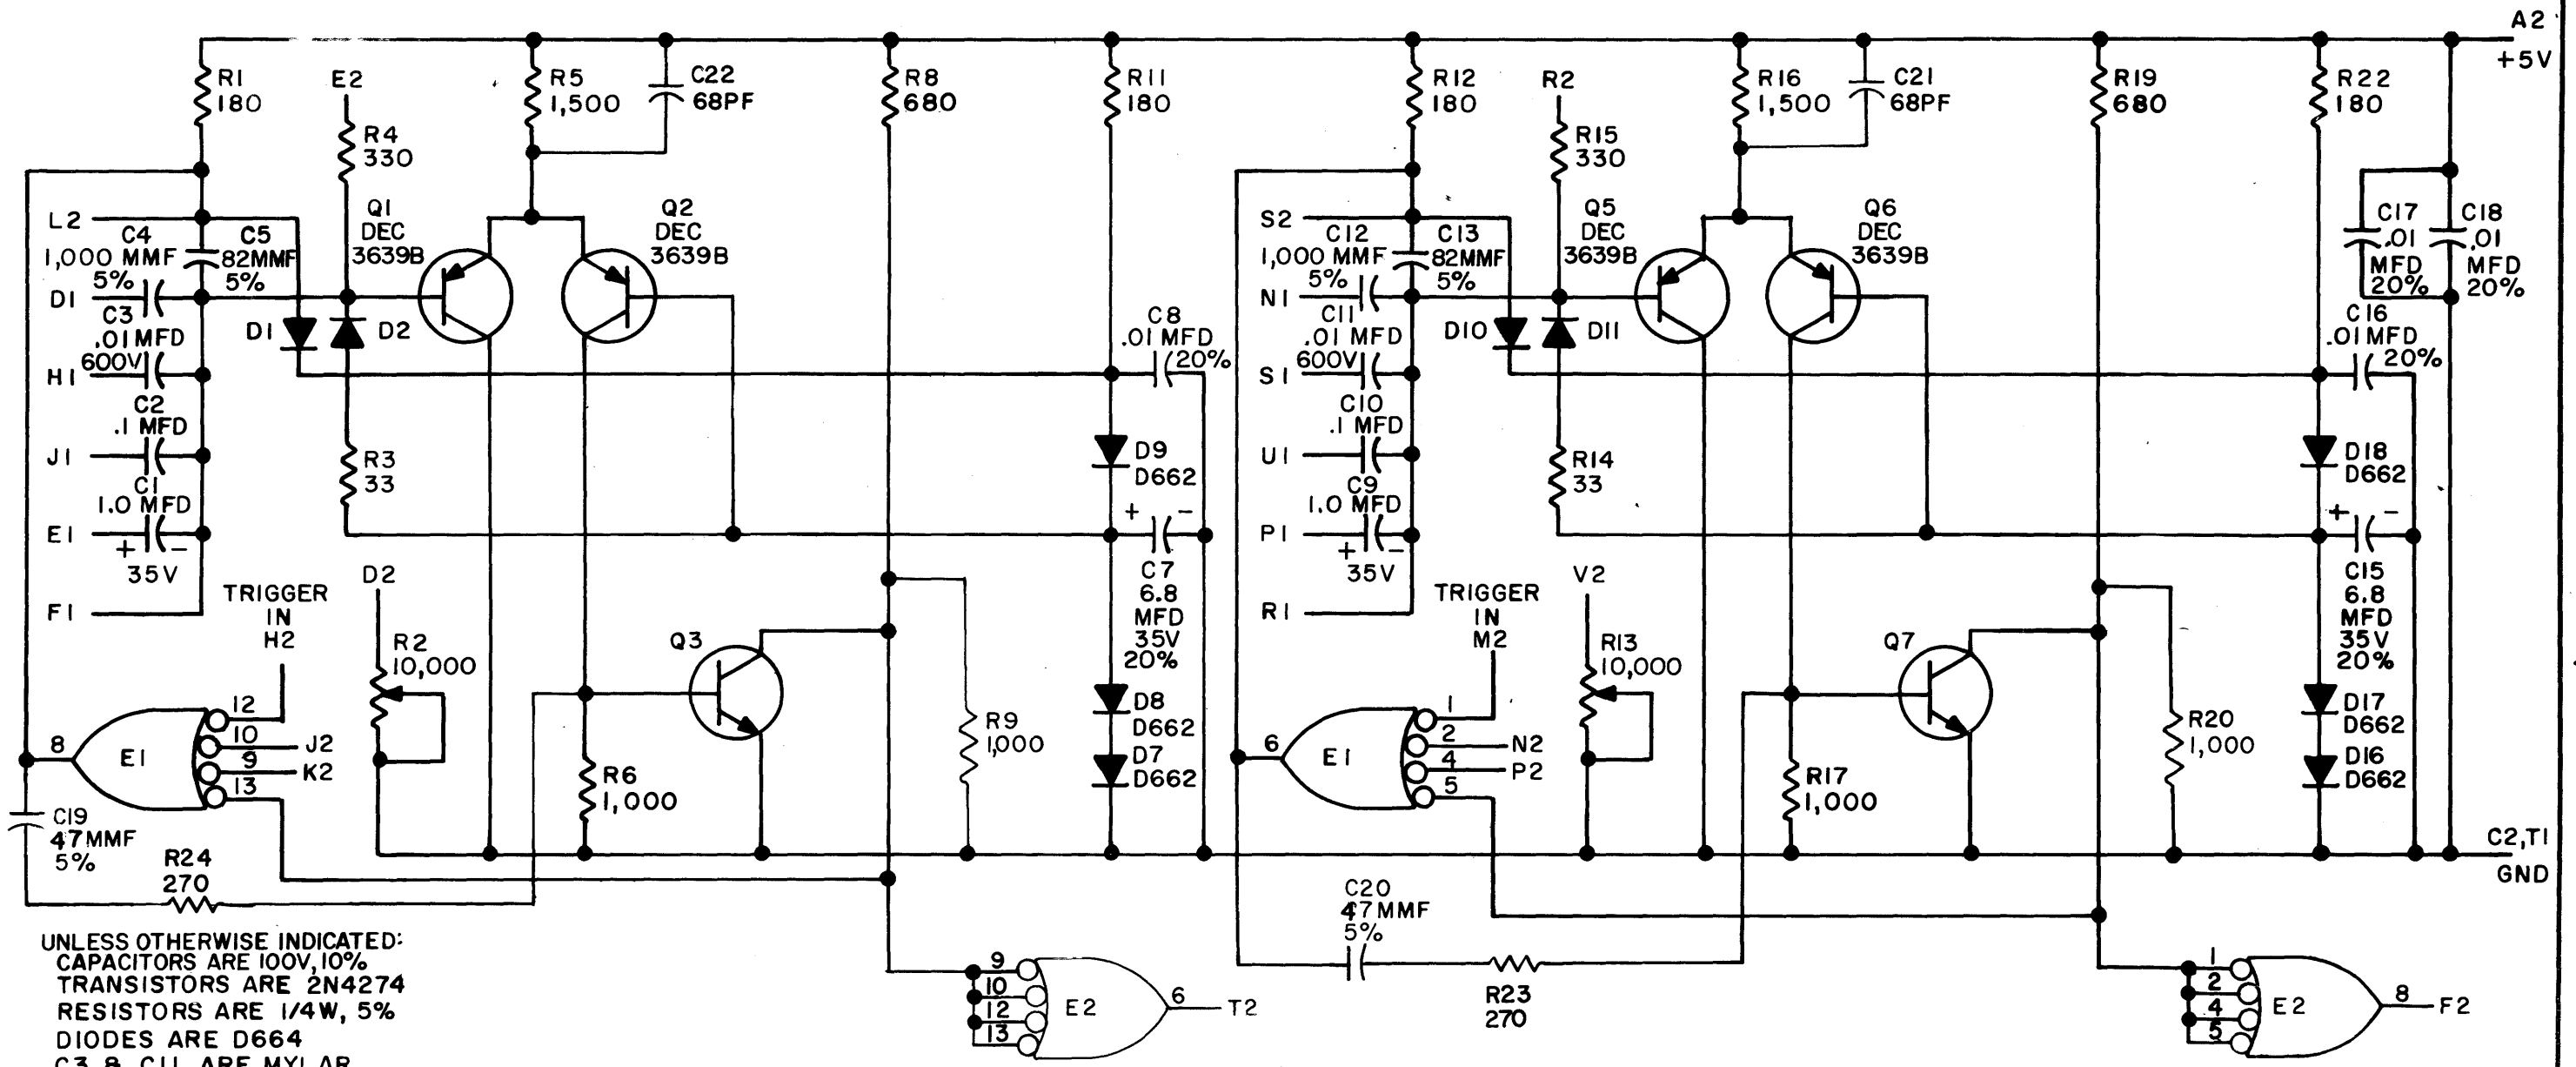 A2
+5V
R1
180
E2
R4
330
R5
1,500
C22
68PF
R8
680
R11
180
R12
180
R2
R15
330
R16
1,500
C21
68PF
R19
680
R22
180
L2
C4
1,000 MMF
5%
C5
82MMF
5%
Q1
DEC
3639B
Q2
DEC
3639B
D1
C3
.01MFD
600V
H1
D1
D2
C2
.1 MFD
J1
R3
33
C1
1.0 MFD
E1
+ -
35V
F1
C8
.01MFD
20%
D9
D662
+ -
C7
6.8
MFD
35V
20%
D8
D662
D7
D662
TRIGGER
IN
H2
D2
R2
10,000
Q3
R9
1,000
R6
1,000
12
10
9
13
J2
K2
8
E1
C19
47MMF
5%
R24
270
S2
C12
1,000 MMF
5%
C13
82MMF
5%
Q5
DEC
3639B
Q6
DEC
3639B
N1
C11
.01 MFD
600V
S1
D10
D11
C10
.1 MFD
U1
R14
33
C9
1.0 MFD
P1
+ -
35V
R1
C17
.01
MFD
20%
C18
.01
MFD
20%
C16
.01MFD
20%
D18
D662
+ -
C15
6.8
MFD
35V
20%
D17
D662
D16
D662
TRIGGER
IN
M2
V2
R13
10,000
Q7
R20
1,000
R17
1,000
1
2
4
5
N2
P2
6
E1
C2,T1
GND
C20
47MMF
5%
R23
270
9
10
12
13
E2
6
T2
1
2
4
5
E2
8
F2
UNLESS OTHERWISE INDICATED:
CAPACITORS ARE 100V, 10%
TRANSISTORS ARE 2N4274
RESISTORS ARE 1/4W, 5%
DIODES ARE D664
C3 & C11 ARE MYLAR